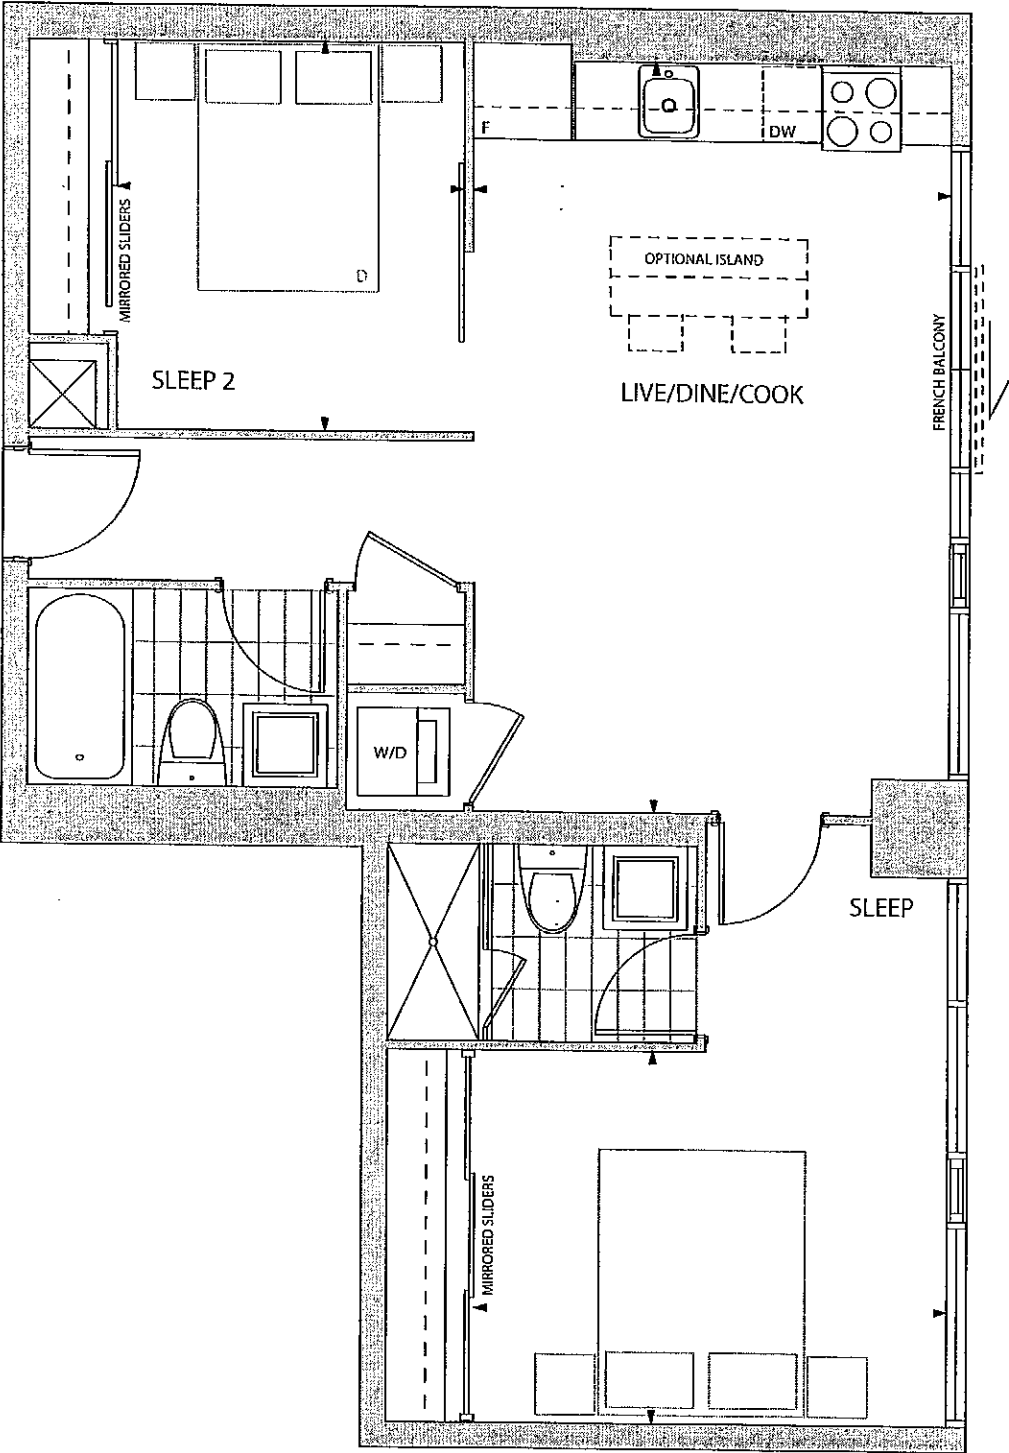 F
DW
MIRRORED SLIDERS
D
OPTIONAL ISLAND
SLEEP 2
LIVE/DINE/COOK
FRENCH BALCONY
W/D
SLEEP
MIRRORED SLIDERS